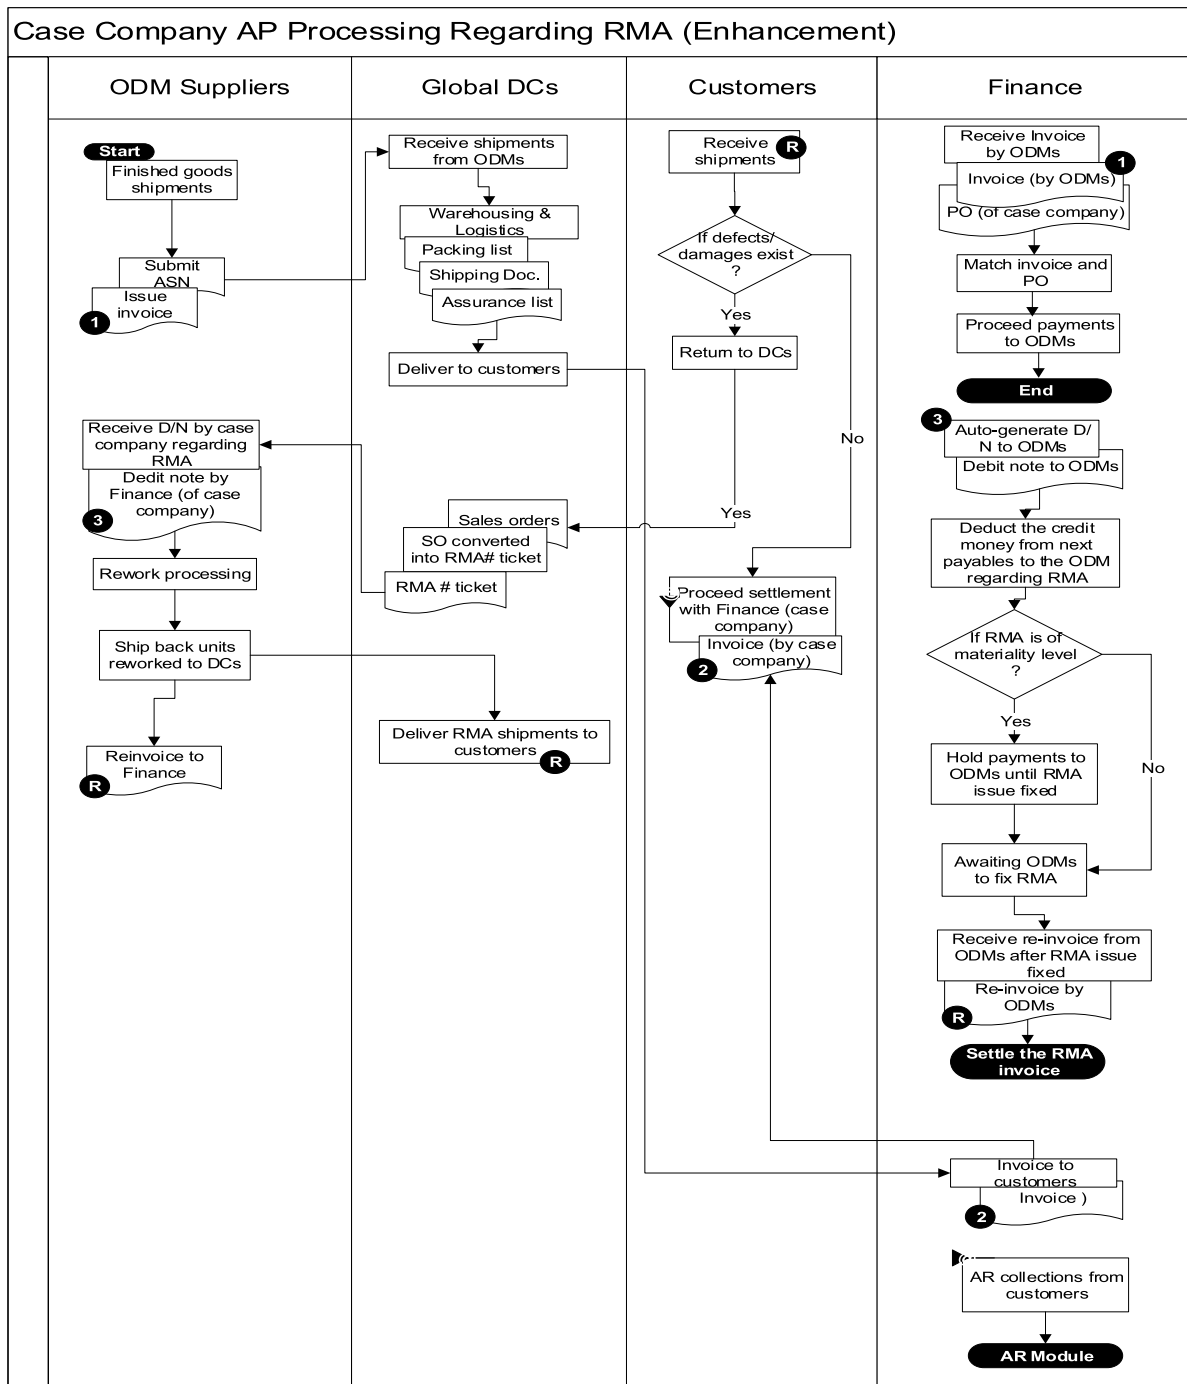 Case Company AP Processing Regarding RMA (Enhancement)
ODM Suppliers
Global DCs
Customers
Finance
Start
Finished goods
shipments
Submit
ASN
Issue
invoice
1
Receive D/N by case
company regarding
RMA
Dedit note by
Finance (of case
company)
3
Rework processing
Ship back units
reworked to DCs
Reinvoice to
Finance
R
Receive shipments
from ODMs
Warehousing &
Logistics
Packing list
Shipping Doc.
Assurance list
Deliver to customers
Sales orders
SO converted
into RMA# ticket
RMA # ticket
Deliver RMA shipments to
customers
R
Receive
shipments
R
If defects/
damages exist
?
Yes
Return to DCs
No
Yes
Proceed settlement
with Finance (case
company)
Invoice (by case
company)
2
Receive Invoice
by ODMs
1
Invoice (by ODMs)
PO (of case company)
Match invoice and
PO
Proceed payments
to ODMs
End
3
Auto-generate D/
N to ODMs
Debit note to ODMs
Deduct the credit
money from next
payables to the ODM
regarding RMA
If RMA is of
materiality level
?
Yes
No
Hold payments to
ODMs until RMA
issue fixed
Awaiting ODMs
to fix RMA
Receive re-invoice from
ODMs after RMA issue
fixed
Re-invoice by
ODMs
R
Settle the RMA
invoice
Invoice to
customers
Invoice )
2
AR collections from
customers
AR Module